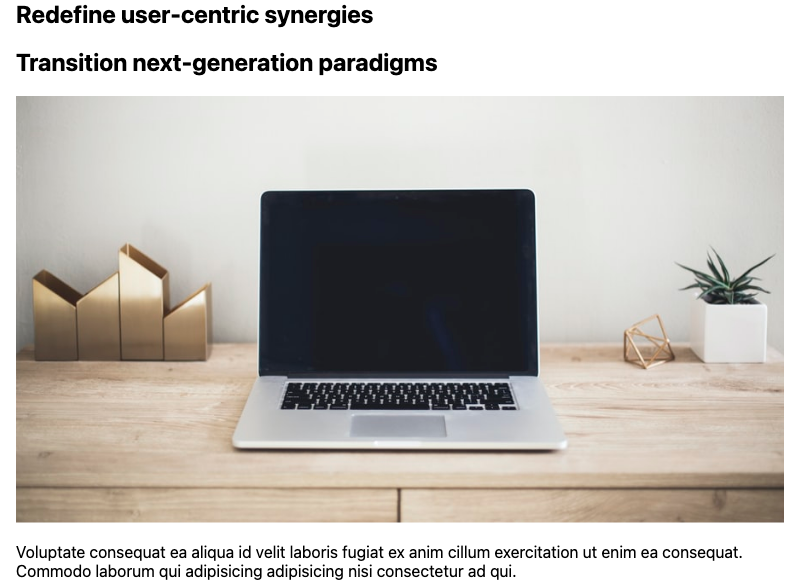 Redefine user-centric synergies
Transition next-generation paradigms
Voluptate consequat ea aliqua id velit laboris fugiat ex anim cillum exercitation ut enim ea consequat.
Commodo laborum qui adipisicing adipisicing nisi consectetur ad qui.